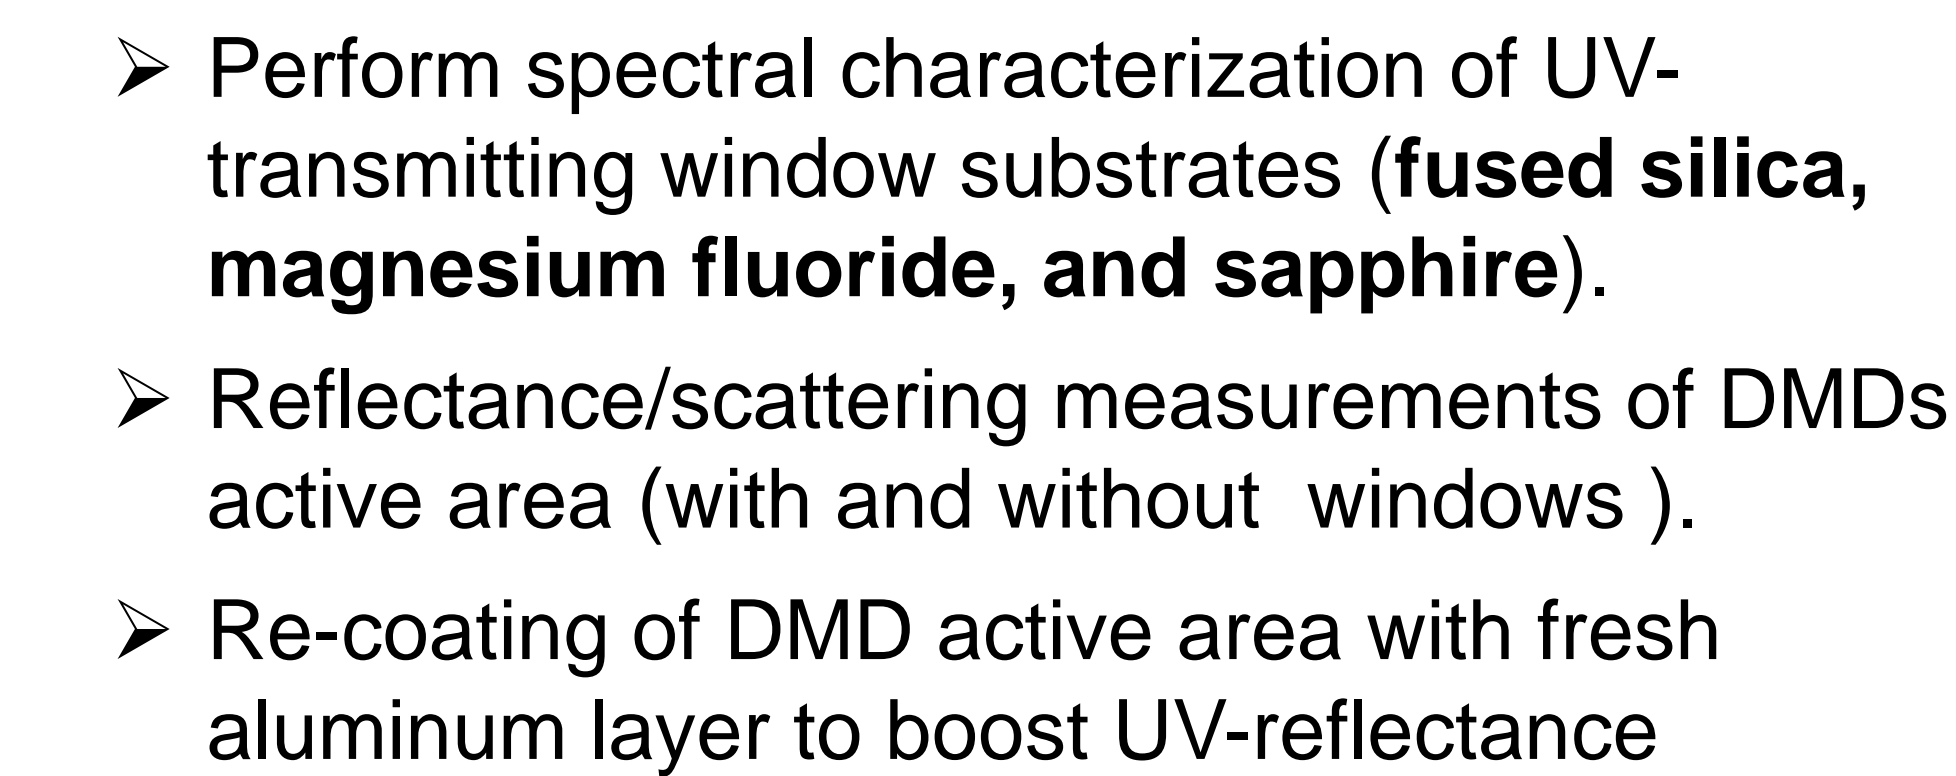 ➢ Perform spectral characterization of UV-
transmitting window substrates (fused silica,
magnesium fluoride, and sapphire).
➢ Reflectance/scattering measurements of DMDs
active area (with and without  windows ).
➢ Re-coating of DMD active area with fresh
aluminum layer to boost UV-reflectance